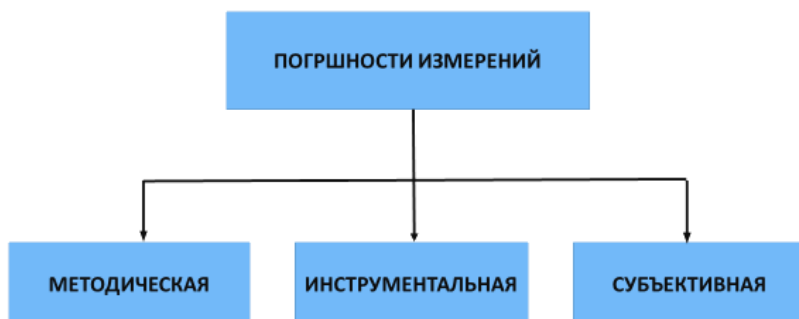 ПОГРШНОСТИ ИЗМЕРЕНИЙ
МЕТОДИЧЕСКАЯ
ИНСТРУМЕНТАЛЬНАЯ
СУБЪЕКТИВНАЯ